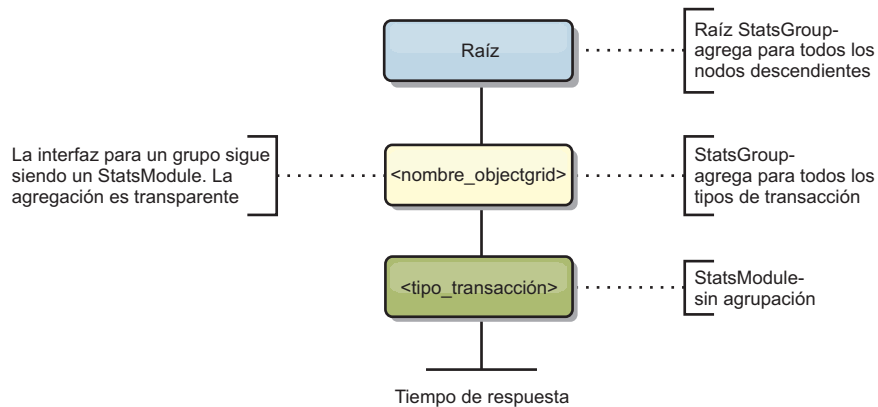 Raíz
Raíz StatsGroup-
agrega para todos los
nodos descendientes
La interfaz para un grupo sigue
siendo un StatsModule. La
agregación es transparente
<nombre_objectgrid>
StatsGroup-
agrega para todos los
tipos de transacción
<tipo_transacción>
StatsModule-
sin agrupación
Tiempo de respuesta